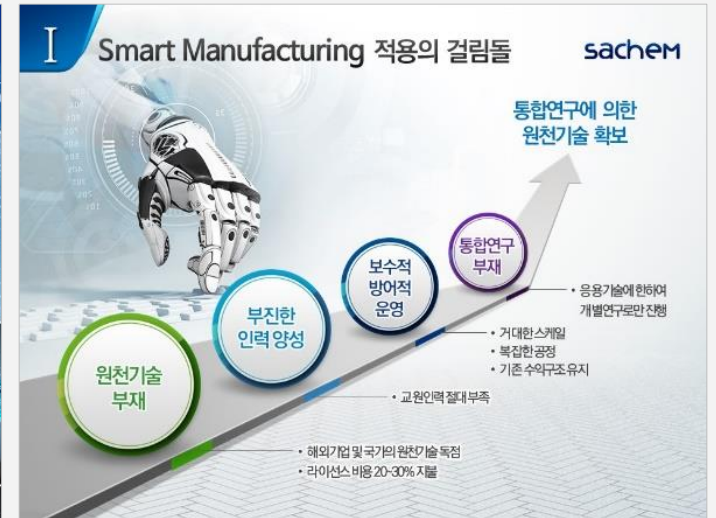 I
Smart Manufacturing 적용의 걸림돌
sachem
통합연구에 의한
원천기술 확보
통합연구
부재
• 응용기술에 한하여
개별연구로만 진행
보수적
방어적
운영
• 거대한 스케일
• 복잡한 공정
• 기존 수익구조 유지
부진한
인력 양성
• 교원인력 절대 부족
원천기술
부재
• 해외기업 및 국가의 원천기술 독점
• 라이선스 비용 20~30% 지불